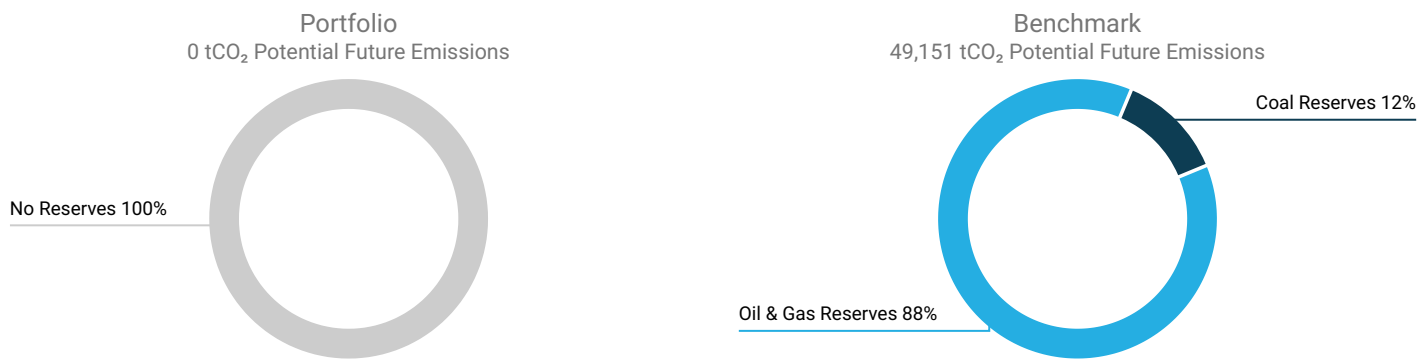 Portfolio
0 tCO₂ Potential Future Emissions
No Reserves 100%
Benchmark
49,151 tCO₂ Potential Future Emissions
Coal Reserves 12%
Oil & Gas Reserves 88%